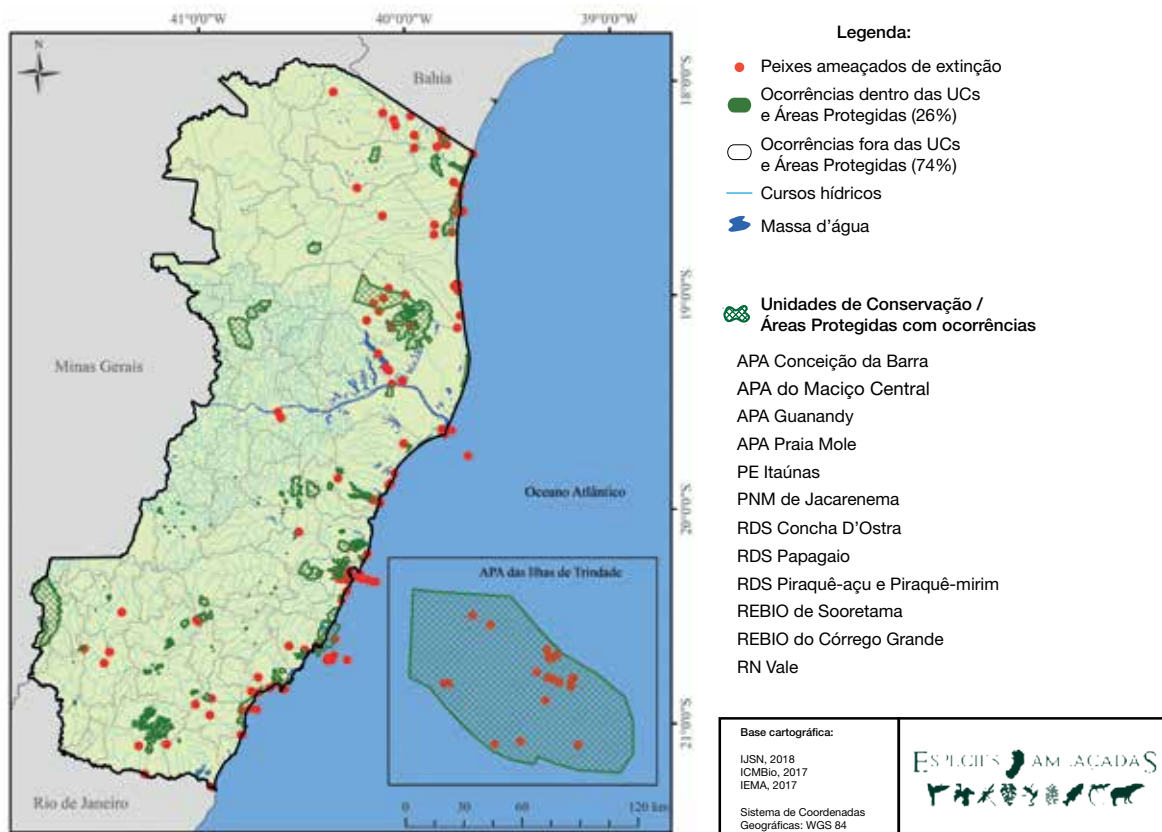 41°0'0"W
40°0'0"W
39°0'0"W
N
Bahia
18°0'0"S
19°0'0"S
Minas Gerais
Oceano Atlântico
20°0'0"S
APA das Ilhas de Trindade
21°0'0"S
Rio de Janeiro
0 30 60 120 km
Legenda:
Peixes ameaçados de extinção
Ocorrências dentro das UCs
e Áreas Protegidas (26%)
Ocorrências fora das UCs
e Áreas Protegidas (74%)
Cursos hídricos
Massa d'água
Unidades de Conservação /
Áreas Protegidas com ocorrências
APA Conceição da Barra
APA do Maciço Central
APA Guanandy
APA Praia Mole
PE Itaúnas
PNM de Jacarenema
RDS Concha D'Ostra
RDS Papagaio
RDS Piraquê-açu e Piraquê-mirim
REBIO de Sooretama
REBIO do Córrego Grande
RN Vale
Base cartográfica:
IJSN, 2018
ICMBio, 2017
IEMA, 2017
Sistema de Coordenadas
Geográficas: WGS 84
ESPÉCIES AMEAÇADAS